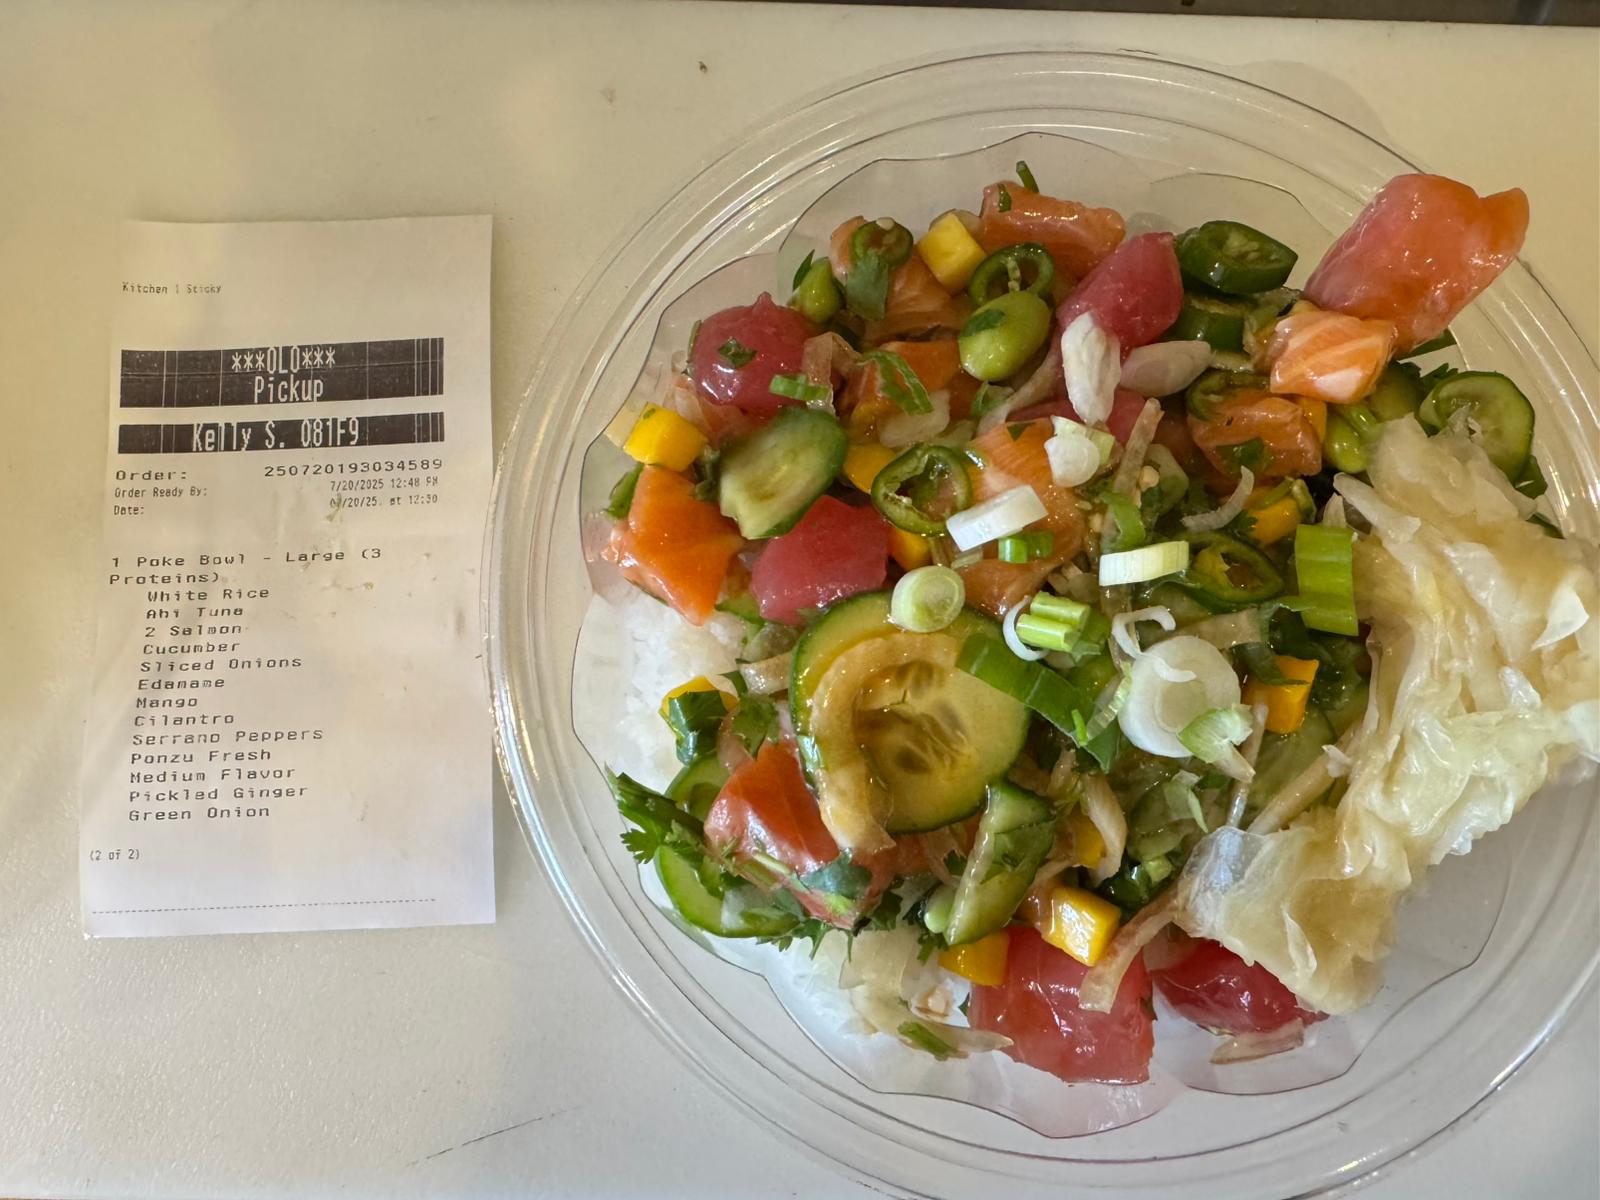 Kitchen 1 Sticky
***OLO***
Pickup
Kelly S. 081F9
Order: 250720193034589
Order Ready By: 7/20/2025 12:48 PM
Date: 07/20/25. at 12:30
1 Poke Bowl - Large (3
Proteins)
White Rice
Ahi Tuna
2 Salmon
Cucumber
Sliced Onions
Edamame
Mango
Cilantro
Serrano Peppers
Ponzu Fresh
Medium Flavor
Pickled Ginger
Green Onion
(2 of 2)